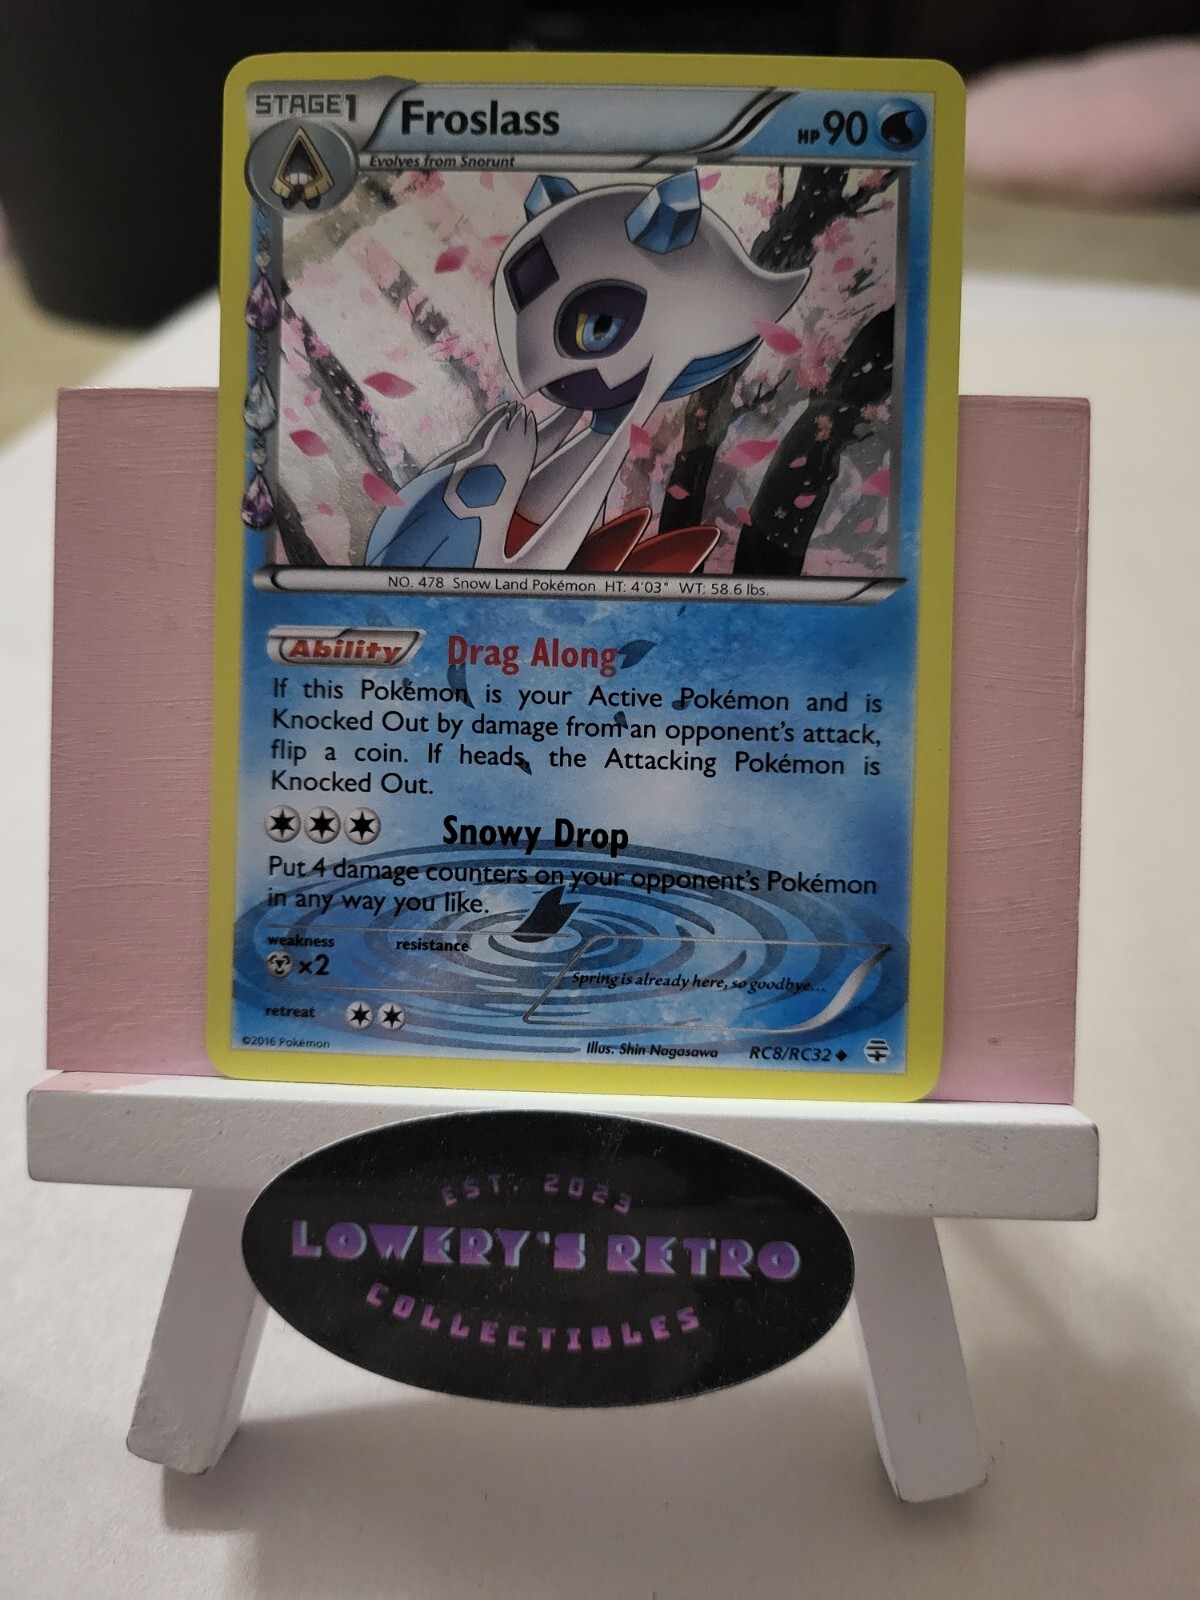 STAGE1
Froslass
HP 90
Evolves from Snorunt
NO. 478 Snow Land Pokémon HT: 4'03" WT: 58.6 lbs.
Ability Drag Along
If this Pokémon is your Active Pokémon and is
Knocked Out by damage from an opponent's attack,
flip a coin. If heads, the Attacking Pokémon is
Knocked Out.
Snowy Drop
Put 4 damage counters on your opponent's Pokémon
in any way you like.
weakness
resistance
×2
Spring is already here, so goodbye...
retreat
©2016 Pokémon
Illus. Shin Nagasawa
RC8/RC32
EST. 2023
LOWERY'S RETRO
COLLECTIBLES